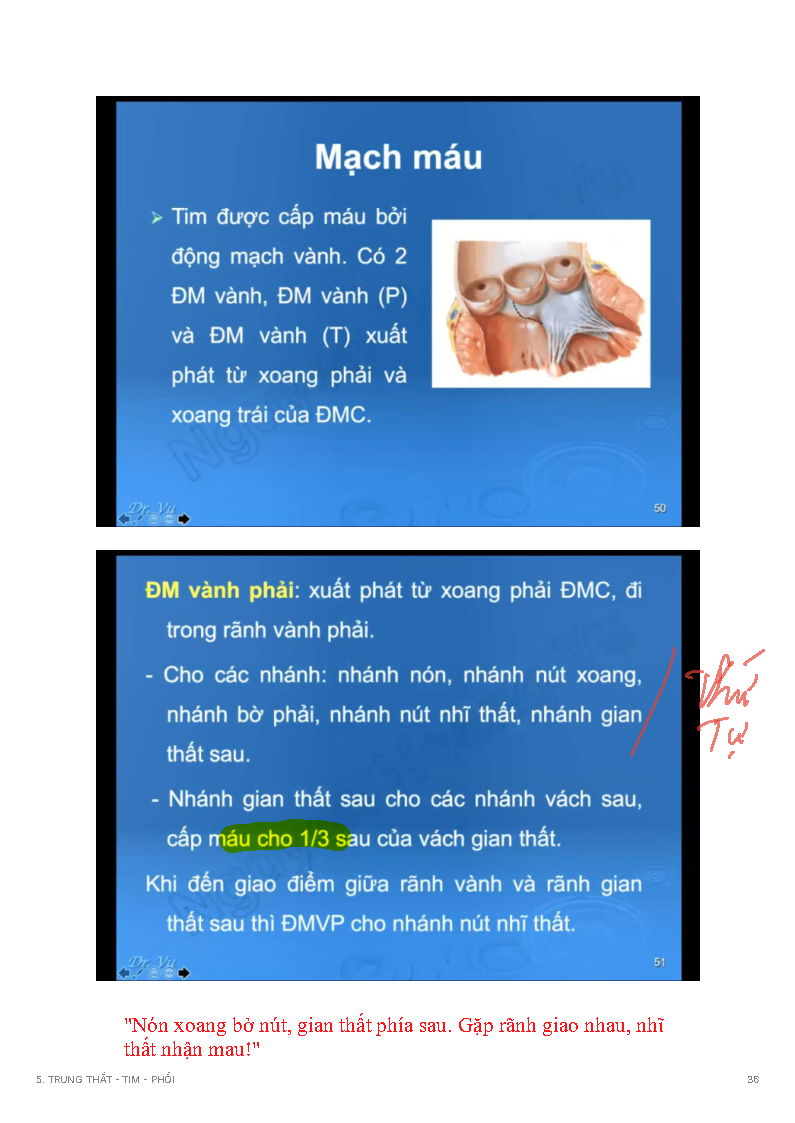 Mạch máu
➢ Tim được cấp máu bởi
động mạch vành. Có 2
ĐM vành, ĐM vành (P)
và ĐM vành (T) xuất
phát từ xoang phải và
xoang trái của ĐMC.
Dr. Vu
50
ĐM vành phải: xuất phát từ xoang phải ĐMC, đi
trong rãnh vành phải.
- Cho các nhánh: nhánh nón, nhánh nút xoang,
nhánh bờ phải, nhánh nút nhĩ thất, nhánh gian
thất sau.
Thứ
Tự
- Nhánh gian thất sau cho các nhánh vách sau,
cấp máu cho 1/3 sau của vách gian thất.
Khi đến giao điểm giữa rãnh vành và rãnh gian
thất sau thì ĐMVP cho nhánh nút nhĩ thất.
Dr. Vu
51
"Nón xoang bờ nút, gian thất phía sau. Gặp rãnh giao nhau, nhĩ
thất nhận mau!"
5. TRUNG THẤT - TIM - PHỔI
36